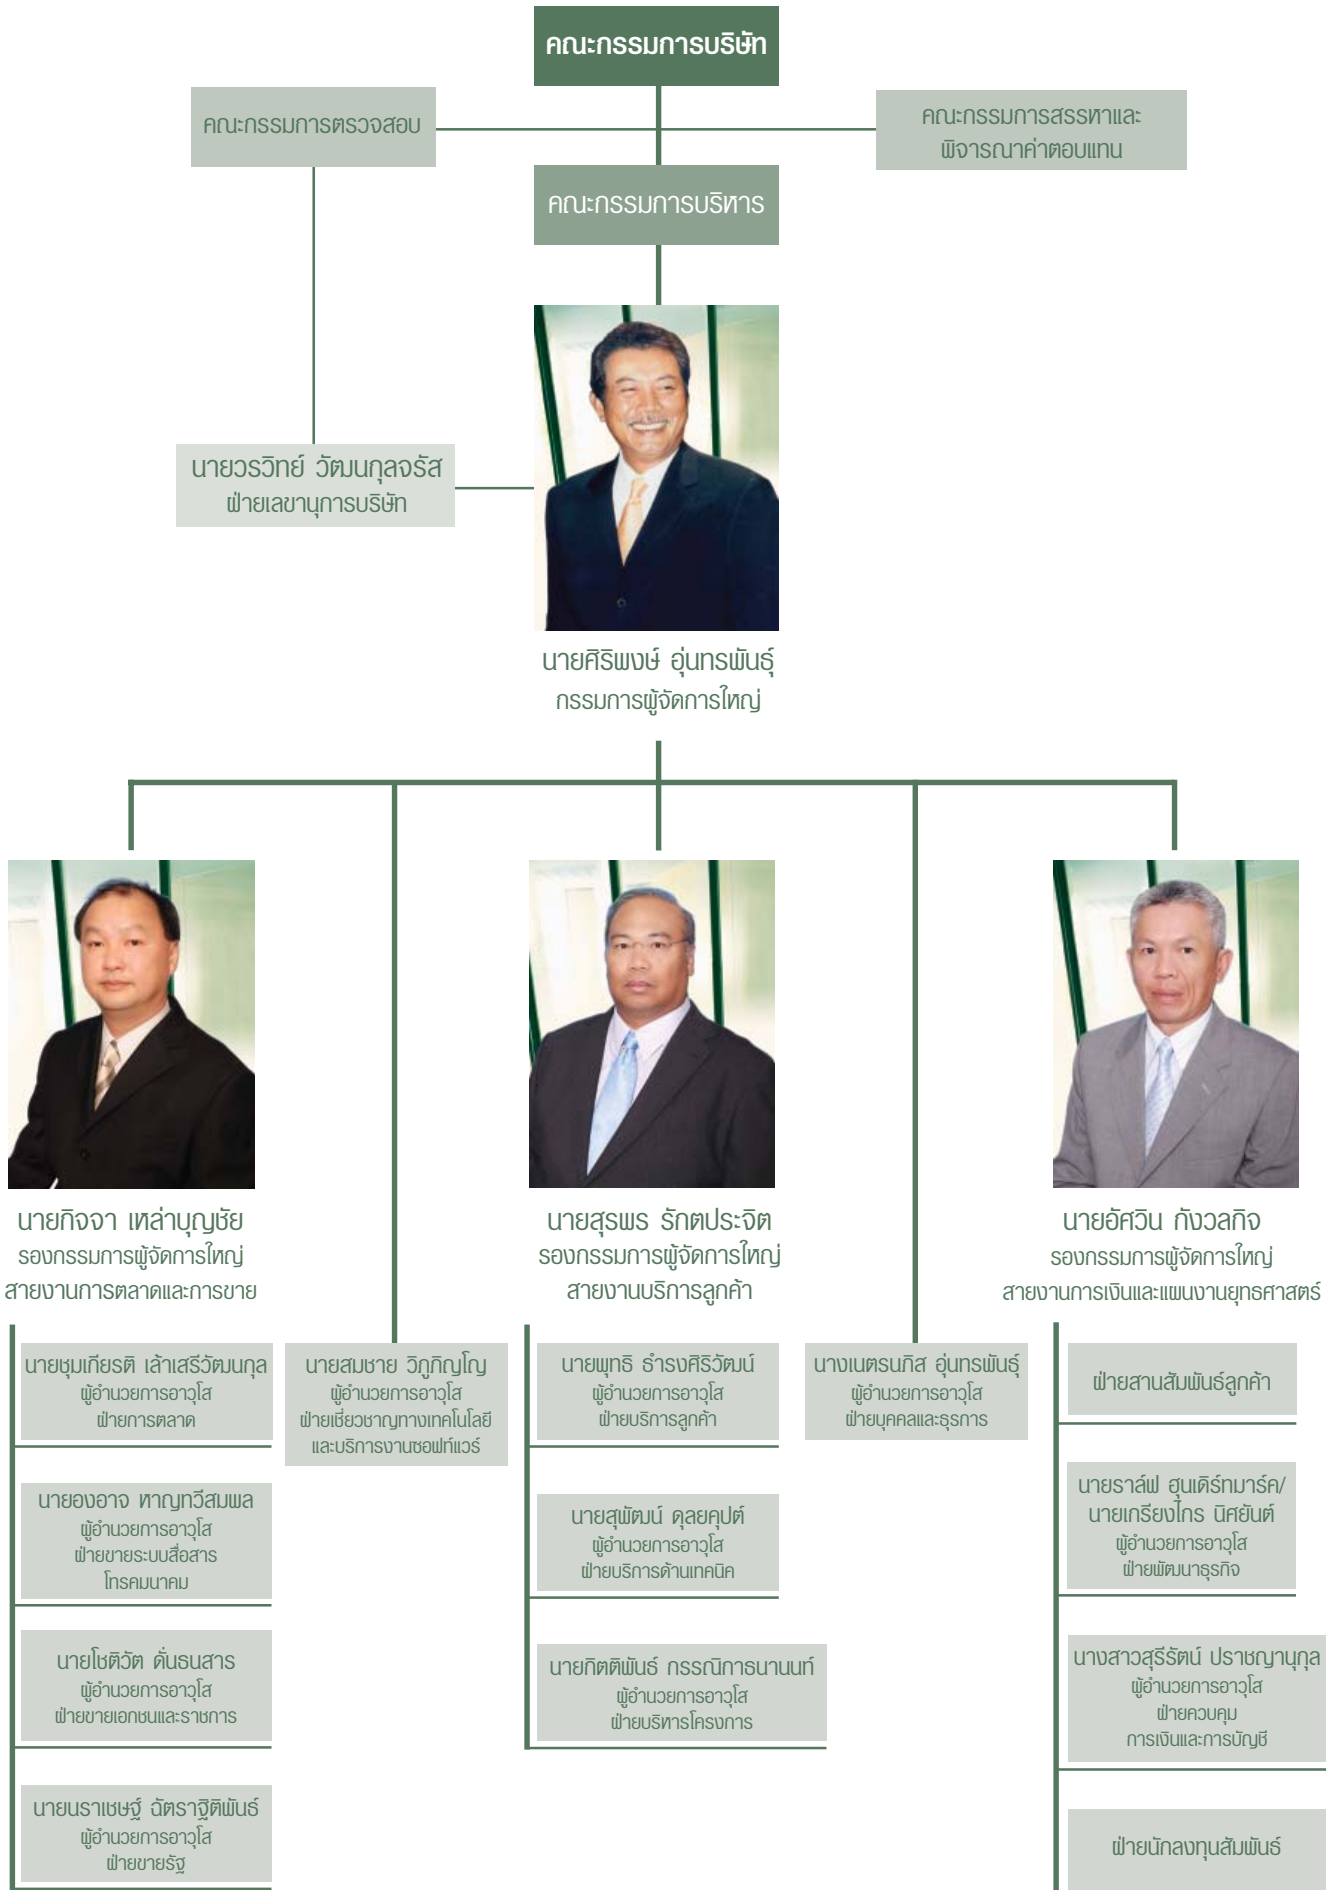 คณะกรรมการบริษัท
คณะกรรมการตรวจสอบ
คณะกรรมการสรรหาและ
พิจารณาค่าตอบแทน
คณะกรรมการบริหาร
นายวรวิทย์ วัฒนกุลจรัส
ฝ่ายเลขานุการบริษัท
นายศิริพงษ์ อุ่นทรพันธุ์
กรรมการผู้จัดการใหญ่
นายกิจจา เหล่าบุญชัย
รองกรรมการผู้จัดการใหญ่
สายงานการตลาดและการขาย
นายสุรพร รักตประจิต
รองกรรมการผู้จัดการใหญ่
สายงานบริการลูกค้า
นายอัศวิน กังวลกิจ
รองกรรมการผู้จัดการใหญ่
สายงานการเงินและแผนงานยุทธศาสตร์
นายชุมเกียรติ เล้าเสรีวัฒนกุล
ผู้อำนวยการอาวุโส
ฝ่ายการตลาด
นายสมชาย วิภูภิญโญ
ผู้อำนวยการอาวุโส
ฝ่ายเชี่ยวชาญทางเทคโนโลยี
และบริการงานซอฟท์แวร์
นายพุทธิ ธำรงศิริวัฒน์
ผู้อำนวยการอาวุโส
ฝ่ายบริการลูกค้า
นางเนตรนภิส อุ่นทรพันธุ์
ผู้อำนวยการอาวุโส
ฝ่ายบุคคลและธุรการ
ฝ่ายสานสัมพันธ์ลูกค้า
นายองอาจ หาญทวีสมพล
ผู้อำนวยการอาวุโส
ฝ่ายขายระบบสื่อสาร
โทรคมนาคม
นายสุพัฒน์ ดุลยคุปต์
ผู้อำนวยการอาวุโส
ฝ่ายบริการด้านเทคนิค
นายราล์ฟ ฮุนเดิร์ทมาร์ค/
นายเกรียงไกร นิศยันต์
ผู้อำนวยการอาวุโส
ฝ่ายพัฒนาธุรกิจ
นายโชติวัต ดั่นธนสาร
ผู้อำนวยการอาวุโส
ฝ่ายขายเอกชนและราชการ
นายกิตติพันธ์ กรรณิการนานนท์
ผู้อำนวยการอาวุโส
ฝ่ายบริหารโครงการ
นางสาวสุรีรัตน์ ปราชญานุกุล
ผู้อำนวยการอาวุโส
ฝ่ายควบคุม
การเงินและการบัญชี
นายนราเชษฐ์ ฉัตราฐิติพันธ์
ผู้อำนวยการอาวุโส
ฝ่ายขายรัฐ
ฝ่ายนักลงทุนสัมพันธ์